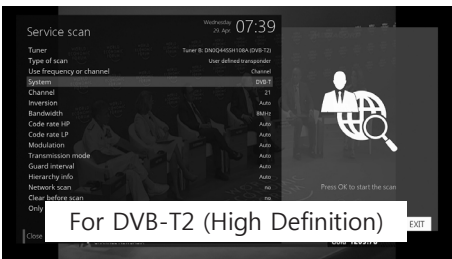 Service scan
Wednesday
29. Apr 07:39
Tuner Tuner B: DN0Q44SSH108A (DVB-T2)
Type of scan User defined transponder
Use frequency or channel Channel
System DVB-T
Channel 21
Inversion Auto
Bandwidth 8MHz
Code rate HP Auto
Code rate LP Auto
Modulation Auto
Transmission mode Auto
Guard interval Auto
Hierarchy info Auto
Network scan no
Clear before scan no
Only
Press OK to start the scan
For DVB-T2 (High Definition)
EXIT
Close